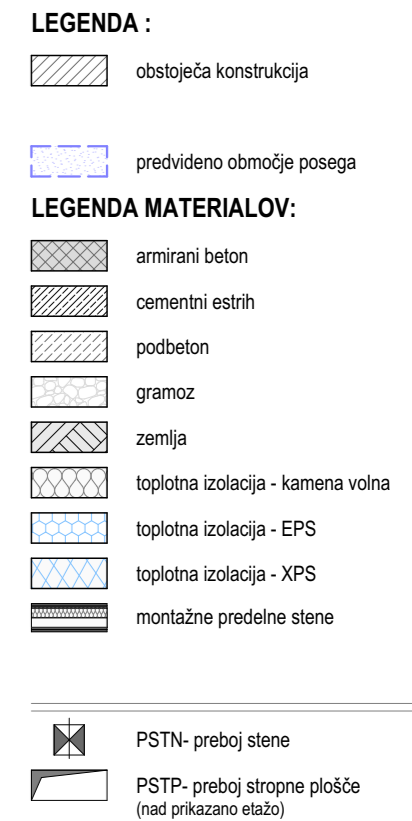 LEGENDA :
obstoječa konstrukcija
predvideno območje posega
LEGENDA MATERIALOV:
armirani beton
cementni estrih
podbeton
gramoz
zemlja
toplotna izolacija - kamena volna
toplotna izolacija - EPS
toplotna izolacija - XPS
montažne predelne stene
PSTN- preboj stene
PSTP- preboj stropne plošče
(nad prikazano etažo)